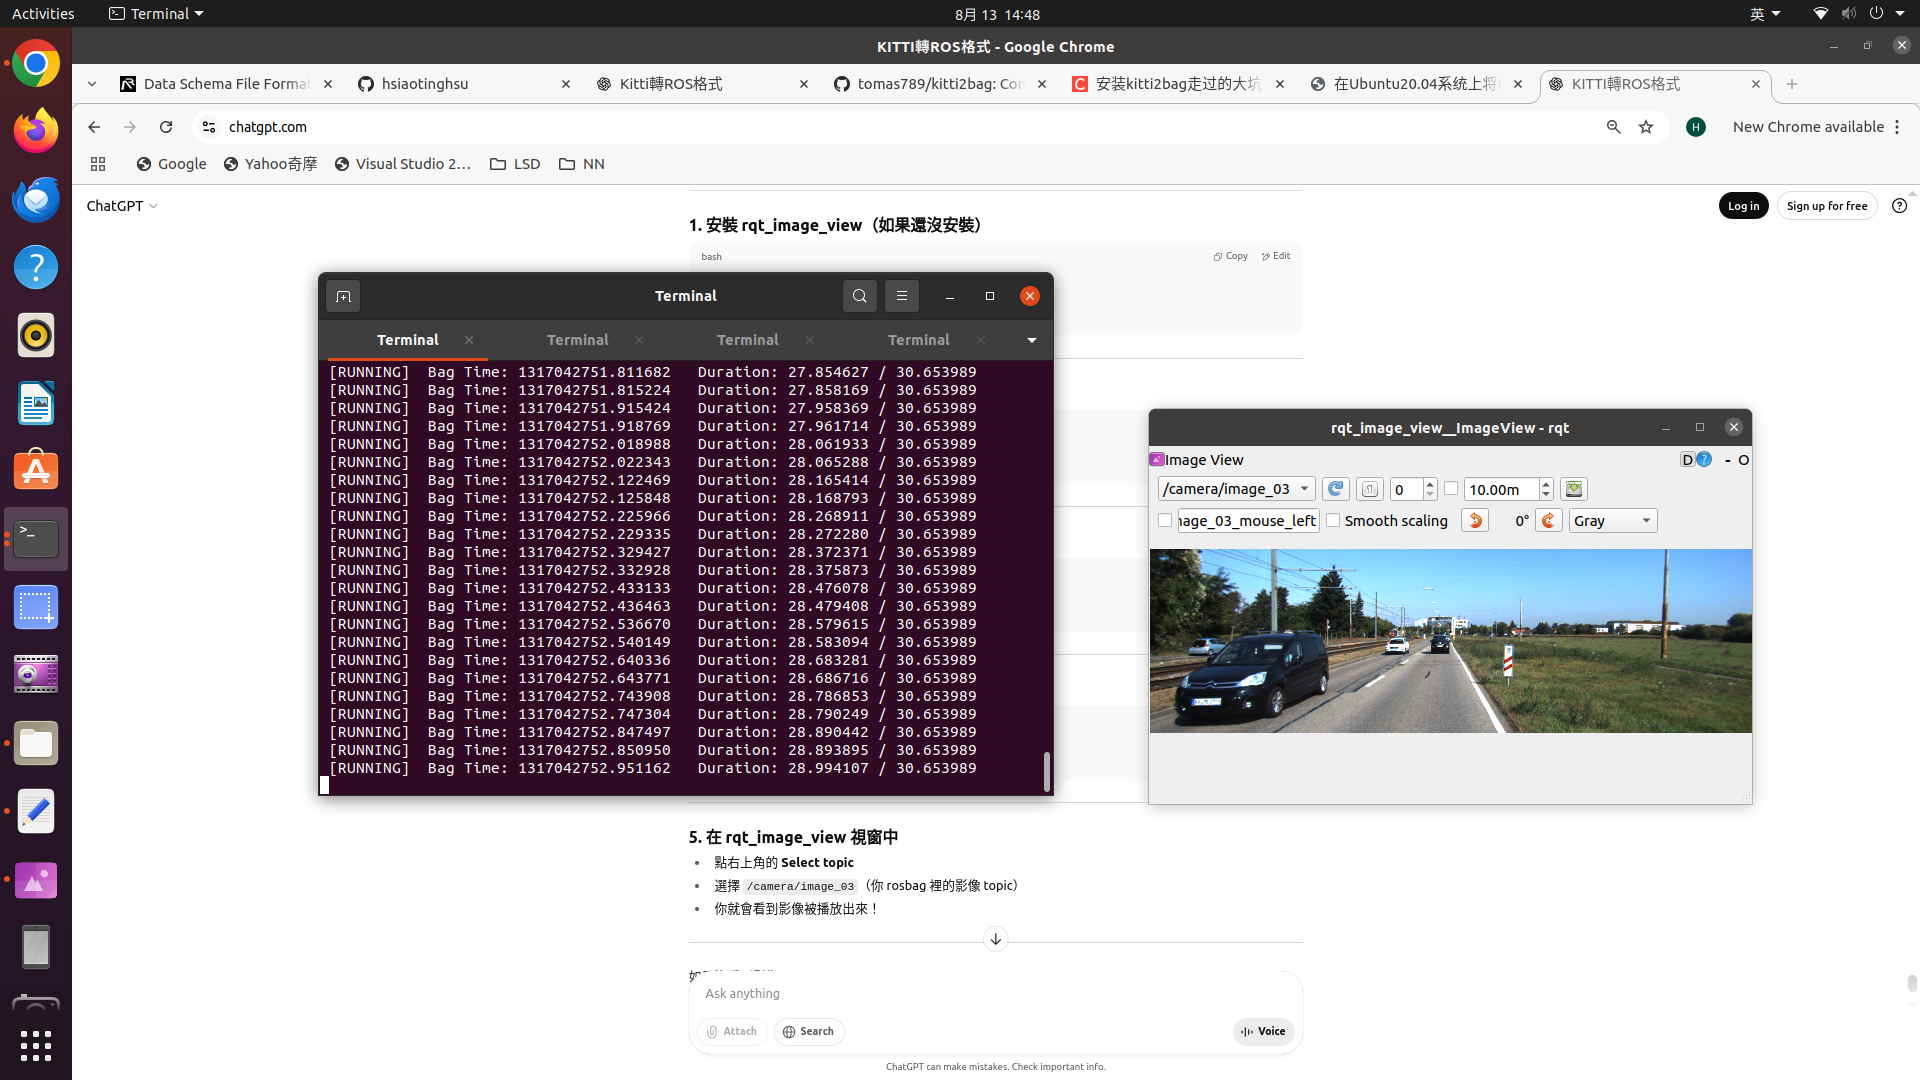 Activities
Terminal
8月 13 14:48
英
KITTI轉ROS格式 - Google Chrome
Data Schema File Format
hsiaotinghsu
Kitti轉ROS格式
tomas789/kitti2bag: Con
安装kitti2bag走过的大坑
在Ubuntu20.04系统上将
KITTI轉ROS格式
chatgpt.com
H
New Chrome available
Google
Yahoo奇摩
Visual Studio 2…
LSD
NN
ChatGPT
Log in
Sign up for free
1. 安裝 rqt_image_view（如果還沒安裝）
bash
Copy
Edit
Terminal
Terminal
Terminal
Terminal
Terminal
[RUNNING]  Bag Time: 1317042751.811682   Duration: 27.854627 / 30.653989
[RUNNING]  Bag Time: 1317042751.815224   Duration: 27.858169 / 30.653989
[RUNNING]  Bag Time: 1317042751.915424   Duration: 27.958369 / 30.653989
[RUNNING]  Bag Time: 1317042751.918769   Duration: 27.961714 / 30.653989
[RUNNING]  Bag Time: 1317042752.018988   Duration: 28.061933 / 30.653989
[RUNNING]  Bag Time: 1317042752.022343   Duration: 28.065288 / 30.653989
[RUNNING]  Bag Time: 1317042752.122469   Duration: 28.165414 / 30.653989
[RUNNING]  Bag Time: 1317042752.125848   Duration: 28.168793 / 30.653989
[RUNNING]  Bag Time: 1317042752.225966   Duration: 28.268911 / 30.653989
[RUNNING]  Bag Time: 1317042752.229335   Duration: 28.272280 / 30.653989
[RUNNING]  Bag Time: 1317042752.329427   Duration: 28.372371 / 30.653989
[RUNNING]  Bag Time: 1317042752.332928   Duration: 28.375873 / 30.653989
[RUNNING]  Bag Time: 1317042752.433133   Duration: 28.476078 / 30.653989
[RUNNING]  Bag Time: 1317042752.436463   Duration: 28.479408 / 30.653989
[RUNNING]  Bag Time: 1317042752.536670   Duration: 28.579615 / 30.653989
[RUNNING]  Bag Time: 1317042752.540149   Duration: 28.583094 / 30.653989
[RUNNING]  Bag Time: 1317042752.640336   Duration: 28.683281 / 30.653989
[RUNNING]  Bag Time: 1317042752.643771   Duration: 28.686716 / 30.653989
[RUNNING]  Bag Time: 1317042752.743908   Duration: 28.786853 / 30.653989
[RUNNING]  Bag Time: 1317042752.747304   Duration: 28.790249 / 30.653989
[RUNNING]  Bag Time: 1317042752.847497   Duration: 28.890442 / 30.653989
[RUNNING]  Bag Time: 1317042752.850950   Duration: 28.893895 / 30.653989
[RUNNING]  Bag Time: 1317042752.951162   Duration: 28.994107 / 30.653989
rqt_image_view__ImageView - rqt
Image View
D
- O
/camera/image_03
0
10.00m
nage_03_mouse_left
Smooth scaling
0°
Gray
5. 在 rqt_image_view 視窗中
• 點右上角的 Select topic
• 選擇 /camera/image_03（你 rosbag 裡的影像 topic）
• 你就會看到影像被播放出來！
Ask anything
Attach
Search
Voice
ChatGPT can make mistakes. Check important info.